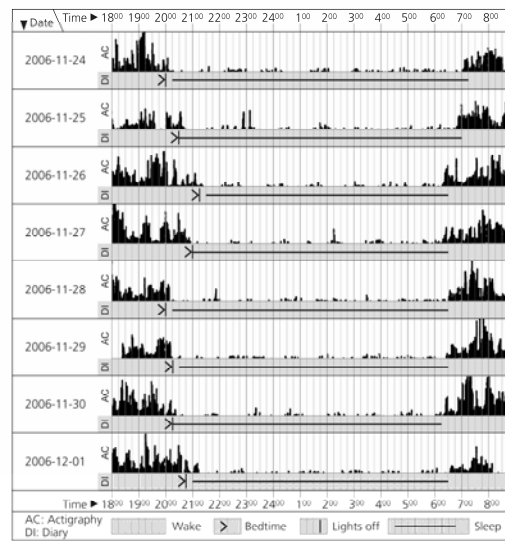 Time ► 18⁰⁰ 19⁰⁰ 20⁰⁰ 21⁰⁰ 22⁰⁰ 23⁰⁰ 24⁰⁰ 1⁰⁰ 2⁰⁰ 3⁰⁰ 4⁰⁰ 5⁰⁰ 6⁰⁰ 7⁰⁰ 8⁰⁰
▼ Date
2006-11-24 AC
DI
2006-11-25 AC
DI
2006-11-26 AC
DI
2006-11-27 AC
DI
2006-11-28 AC
DI
2006-11-29 AC
DI
2006-11-30 AC
DI
2006-12-01 AC
DI
Time ► 18⁰⁰ 19⁰⁰ 20⁰⁰ 21⁰⁰ 22⁰⁰ 23⁰⁰ 24⁰⁰ 1⁰⁰ 2⁰⁰ 3⁰⁰ 4⁰⁰ 5⁰⁰ 6⁰⁰ 7⁰⁰ 8⁰⁰
AC: Actigraphy
DI: Diary
Wake Bedtime Lights off Sleep